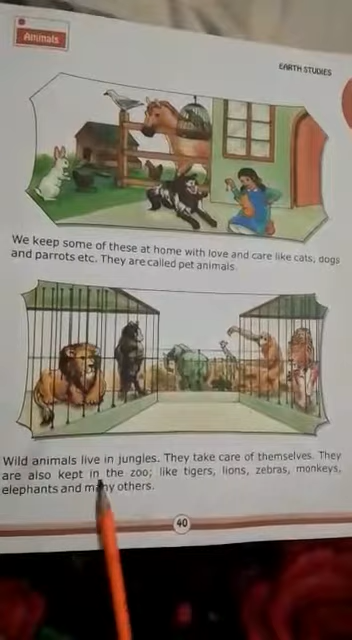 Animals
EARTH STUDIES
We keep some of these at home with love and care like cats, dogs
and parrots etc. They are called pet animals.
Wild animals live in jungles. They take care of themselves. They
are also kept in the zoo; like tigers, lions, zebras, monkeys,
elephants and many others.
40